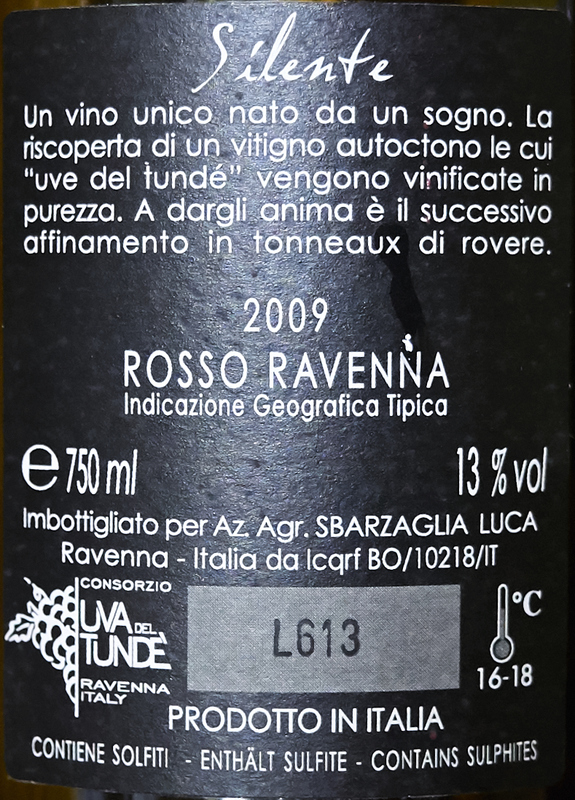 Silente
Un vino unico nato da un sogno. La
riscoperta di un vitigno autoctono le cui
“uve del tundé” vengono vinificate in
purezza. A dargli anima è il successivo
affinamento in tonneaux di rovere.
2009
ROSSO RAVENNA
Indicazione Geografica Tipica
e 750 ml
13 % vol
Imbottigliato per Az. Agr. SBARZAGLIA LUCA
Ravenna - Italia da Icqrf BO/10218/IT
CONSORZIO
UVA DEL
TUNDÈ
RAVENNA
ITALY
L613
°C
16-18
PRODOTTO IN ITALIA
CONTIENE SOLFITI - ENTHÄLT SULFITE - CONTAINS SULPHITES